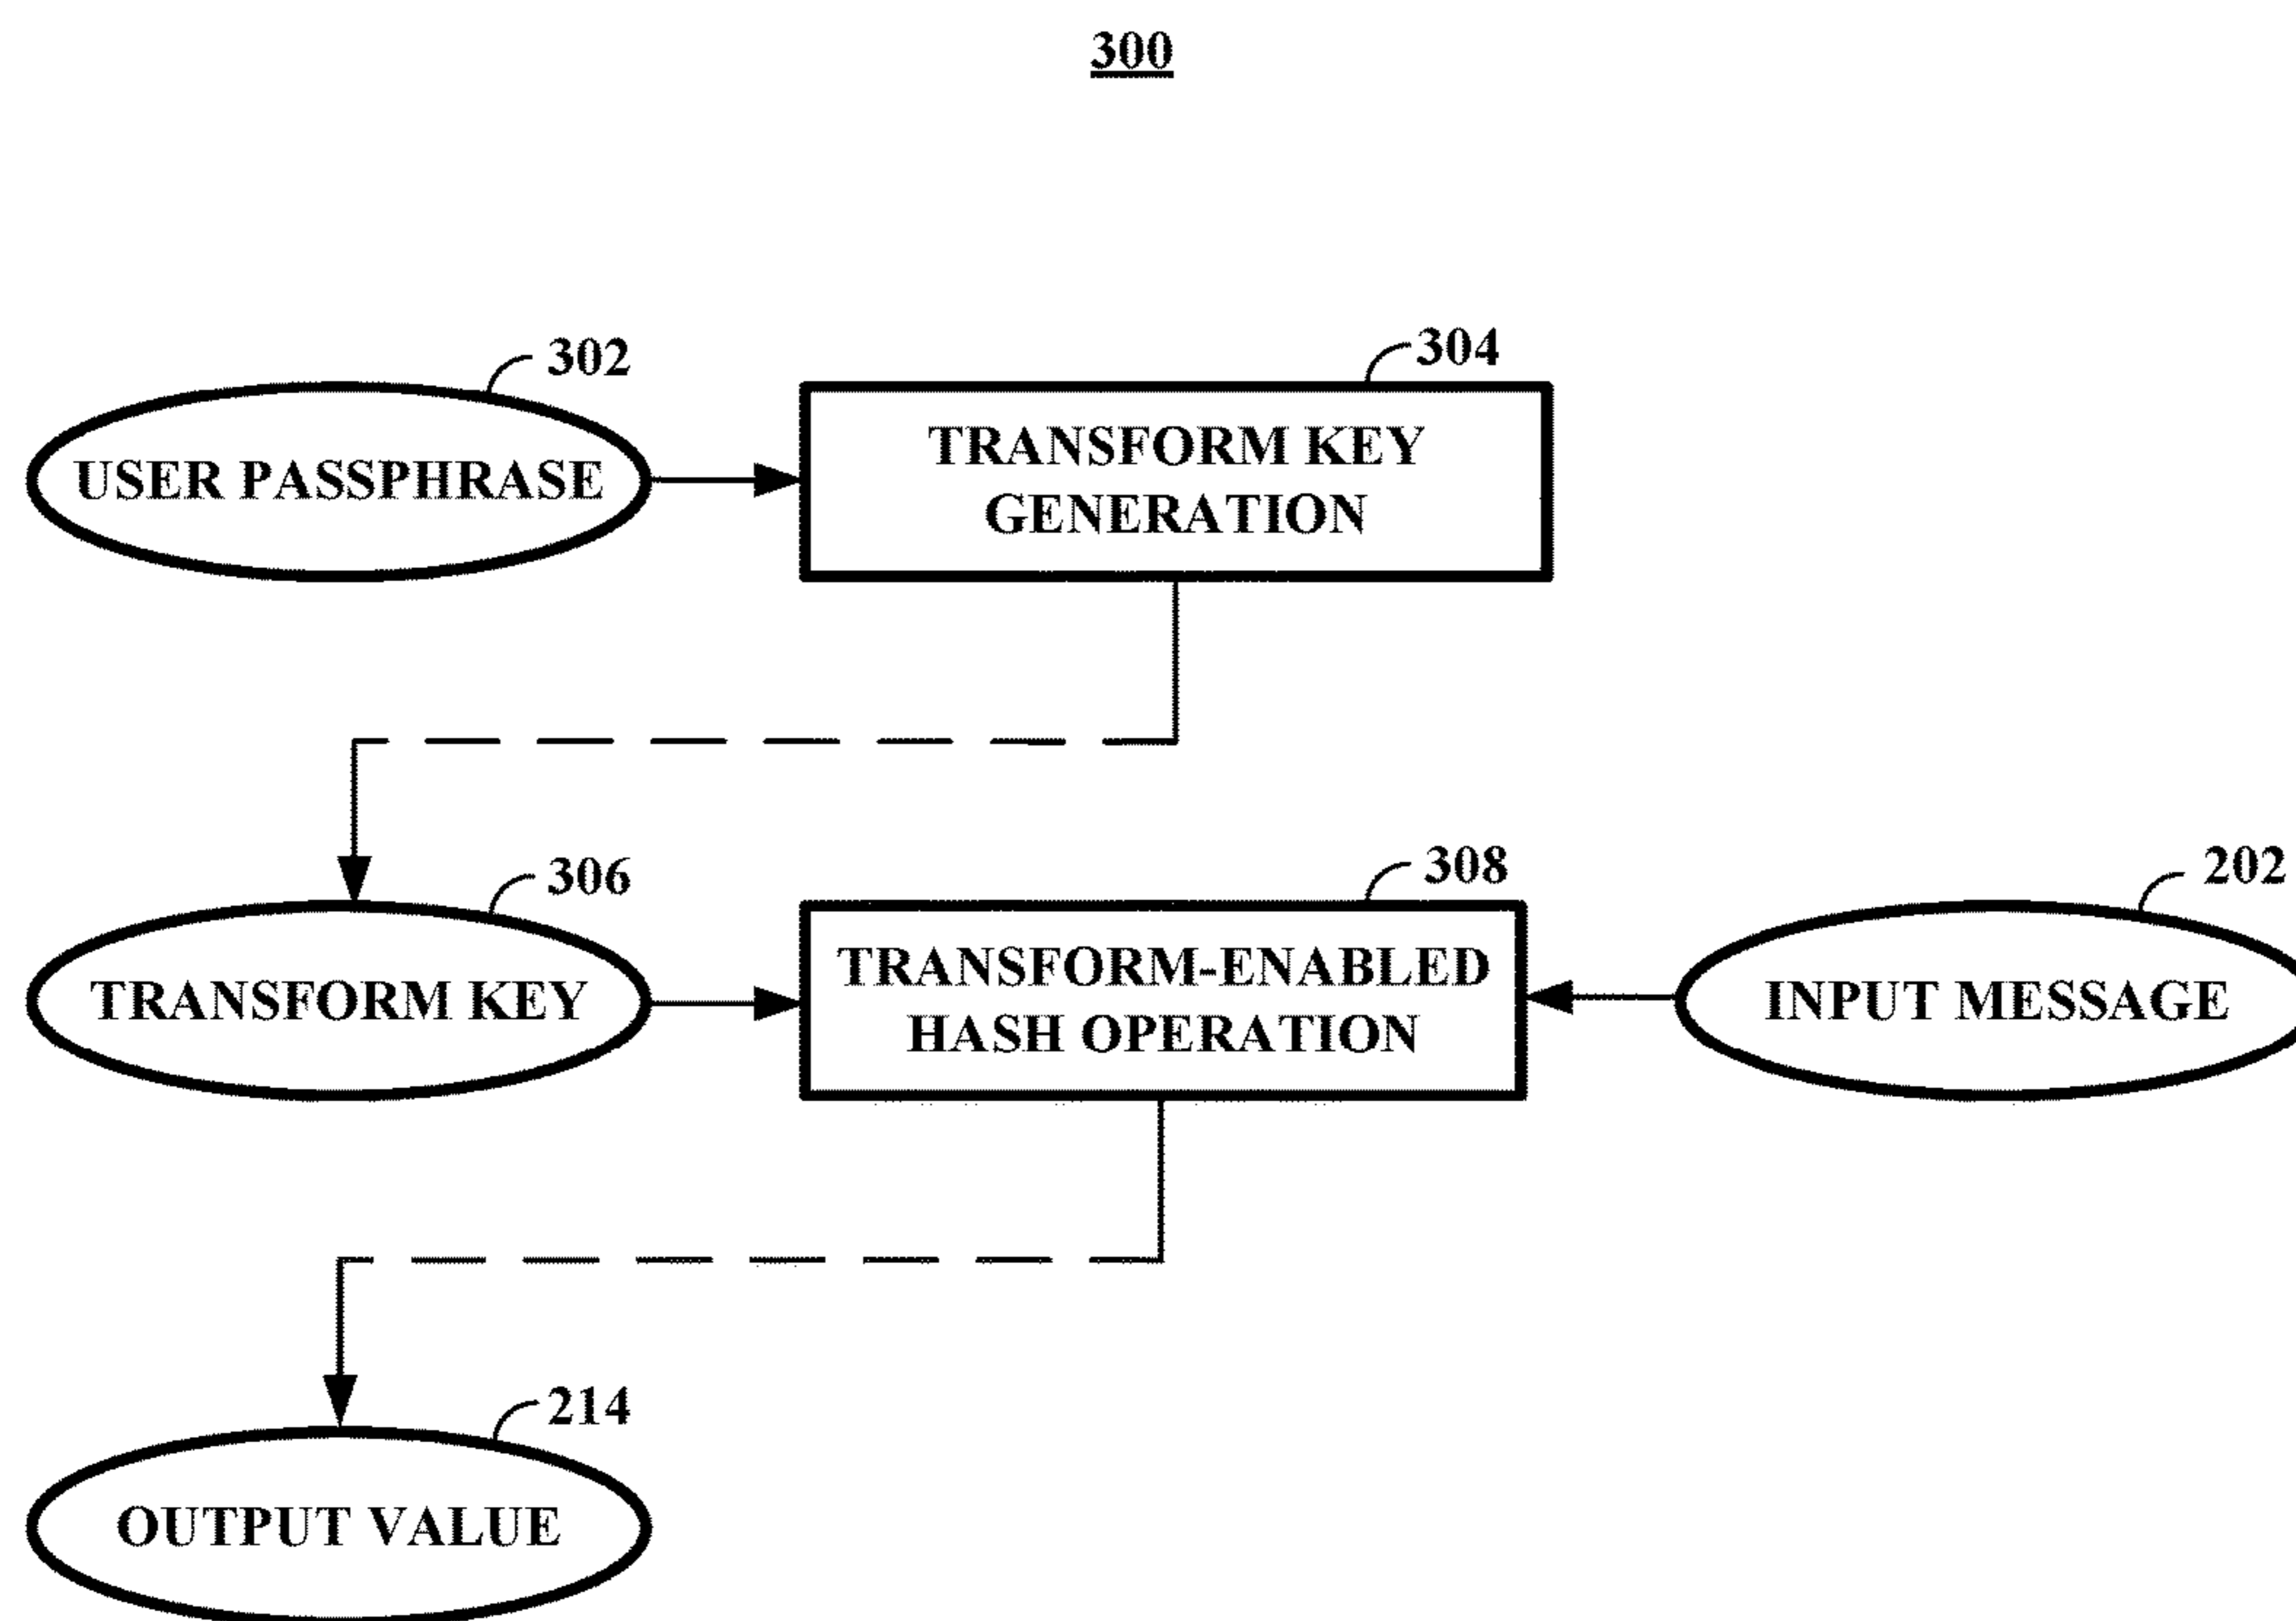 300
302
304
USER PASSPHRASE
TRANSFORM KEY
GENERATION
306
308
202
TRANSFORM KEY
TRANSFORM-ENABLED
HASH OPERATION
INPUT MESSAGE
214
OUTPUT VALUE